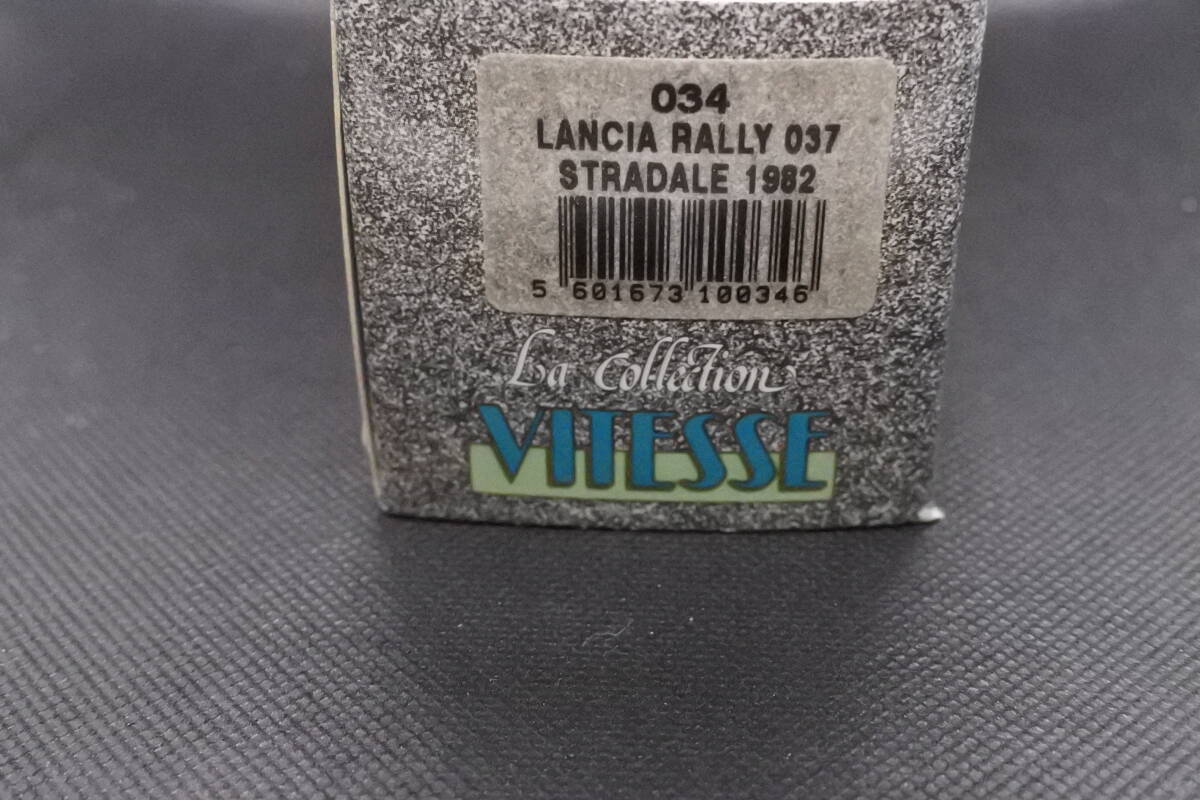 034
LANCIA RALLY 037
STRADALE 1982
5 601673 100346
La Collection
VITESSE